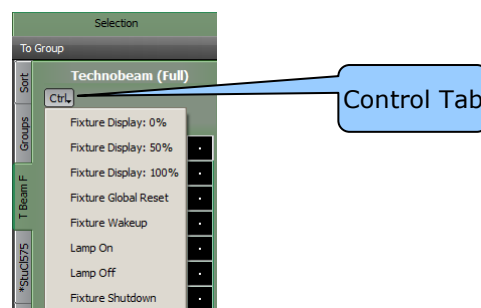 Selection
To Group
Sort
Groups
T Beam F
*StuCl575
Technobeam (Full)
Ctrl
Control Tab
Fixture Display: 0%
Fixture Display: 50%
Fixture Display: 100%
Fixture Global Reset
Fixture Wakeup
Lamp On
Lamp Off
Fixture Shutdown